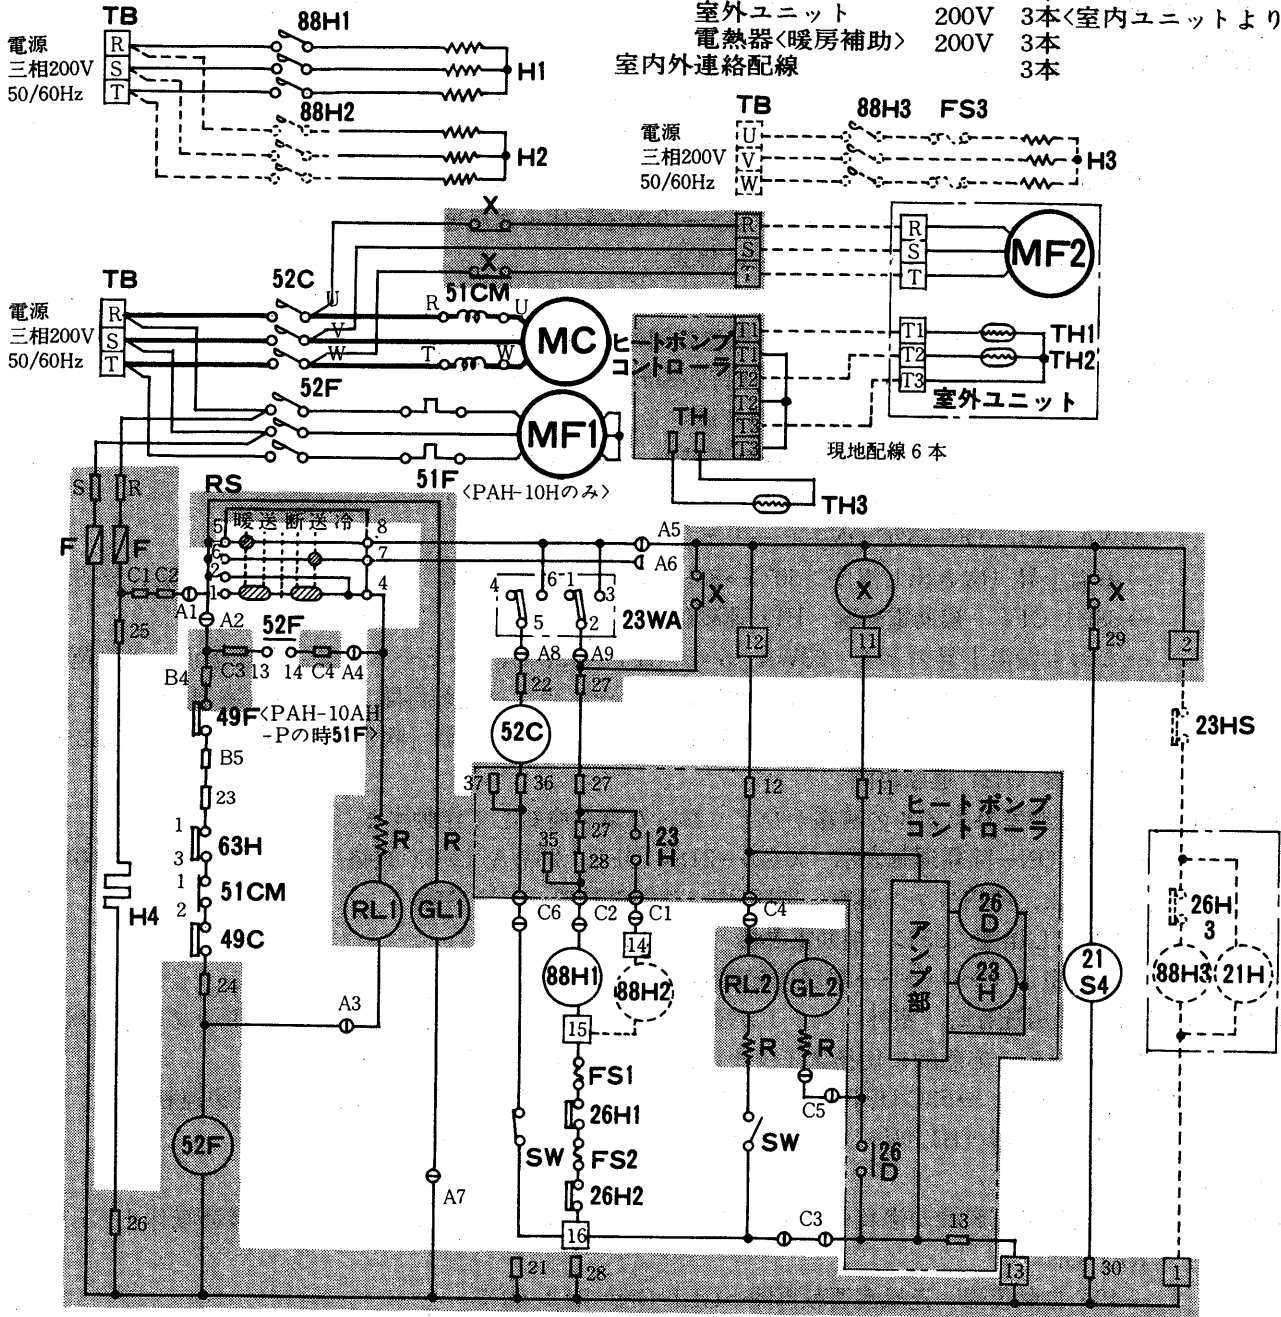 室外ユニット 200V 3本<室内ユニットより
電熱器<暖房補助> 200V 3本
室内外連絡配線 3本
TB
電源
三相200V
50/60Hz
R
S
T
88H1
H1
88H2
H2
TB
電源
三相200V
50/60Hz
U
V
W
88H3
FS3
H3
X
X
R
S
T
R
S
T
MF2
TB
電源
三相200V
50/60Hz
R
S
T
52C
U
V
W
R
T
51CM
U
W
MC
52F
51F
MF1
<PAH-10Hのみ>
ヒートポンプ
コントローラ
TH
T1
T1
T2
T2
T3
T3
T1
T2
T3
TH1
TH2
室外ユニット
現地配線6本
TH3
S
R
F
F
C1
C2
A1
A2
25
RS
暖送断送冷
5
6
2
1
8
7
4
A5
A6
52F
C3
13
14
C4
A4
B4
49F
<PAH-10AH
-Pの時51F>
B5
23
1
63H
3
1
51CM
2
49C
24
A3
52F
H4
26
R
R
RL1
GL1
A7
4
6
1
3
5
2
23WA
A8
A9
22
27
52C
37
36
27
27
35
28
23
H
C6
C2
C1
14
88H1
88H2
15
FS1
26H1
FS2
26H2
SW
16
21
28
X
12
X
11
X
29
2
23HS
12
11
ヒートポンプ
コントローラ
C4
RL2
GL2
R
R
C5
SW
C3
アンプ部
26
D
23
H
26
D
13
13
21
S4
30
26H
3
88H3
21H
1